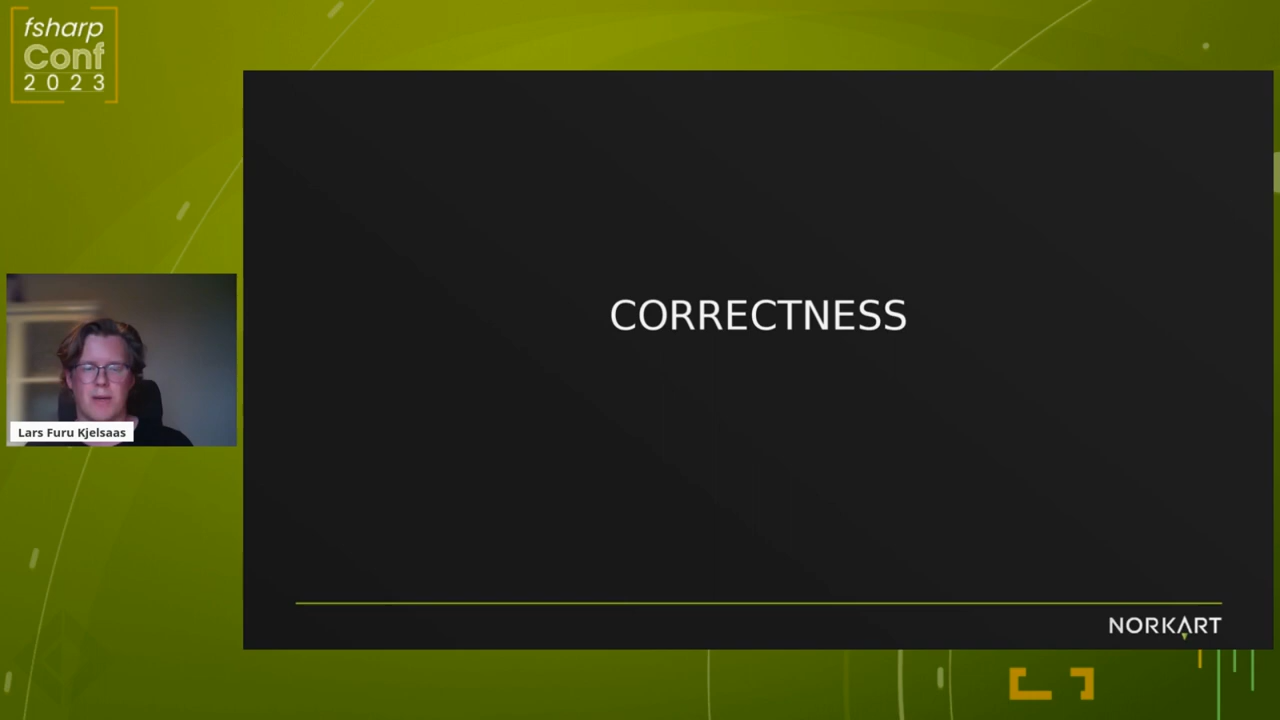 fsharp
Conf
2023
CORRECTNESS
Lars Furu Kjelsaas
NORKART